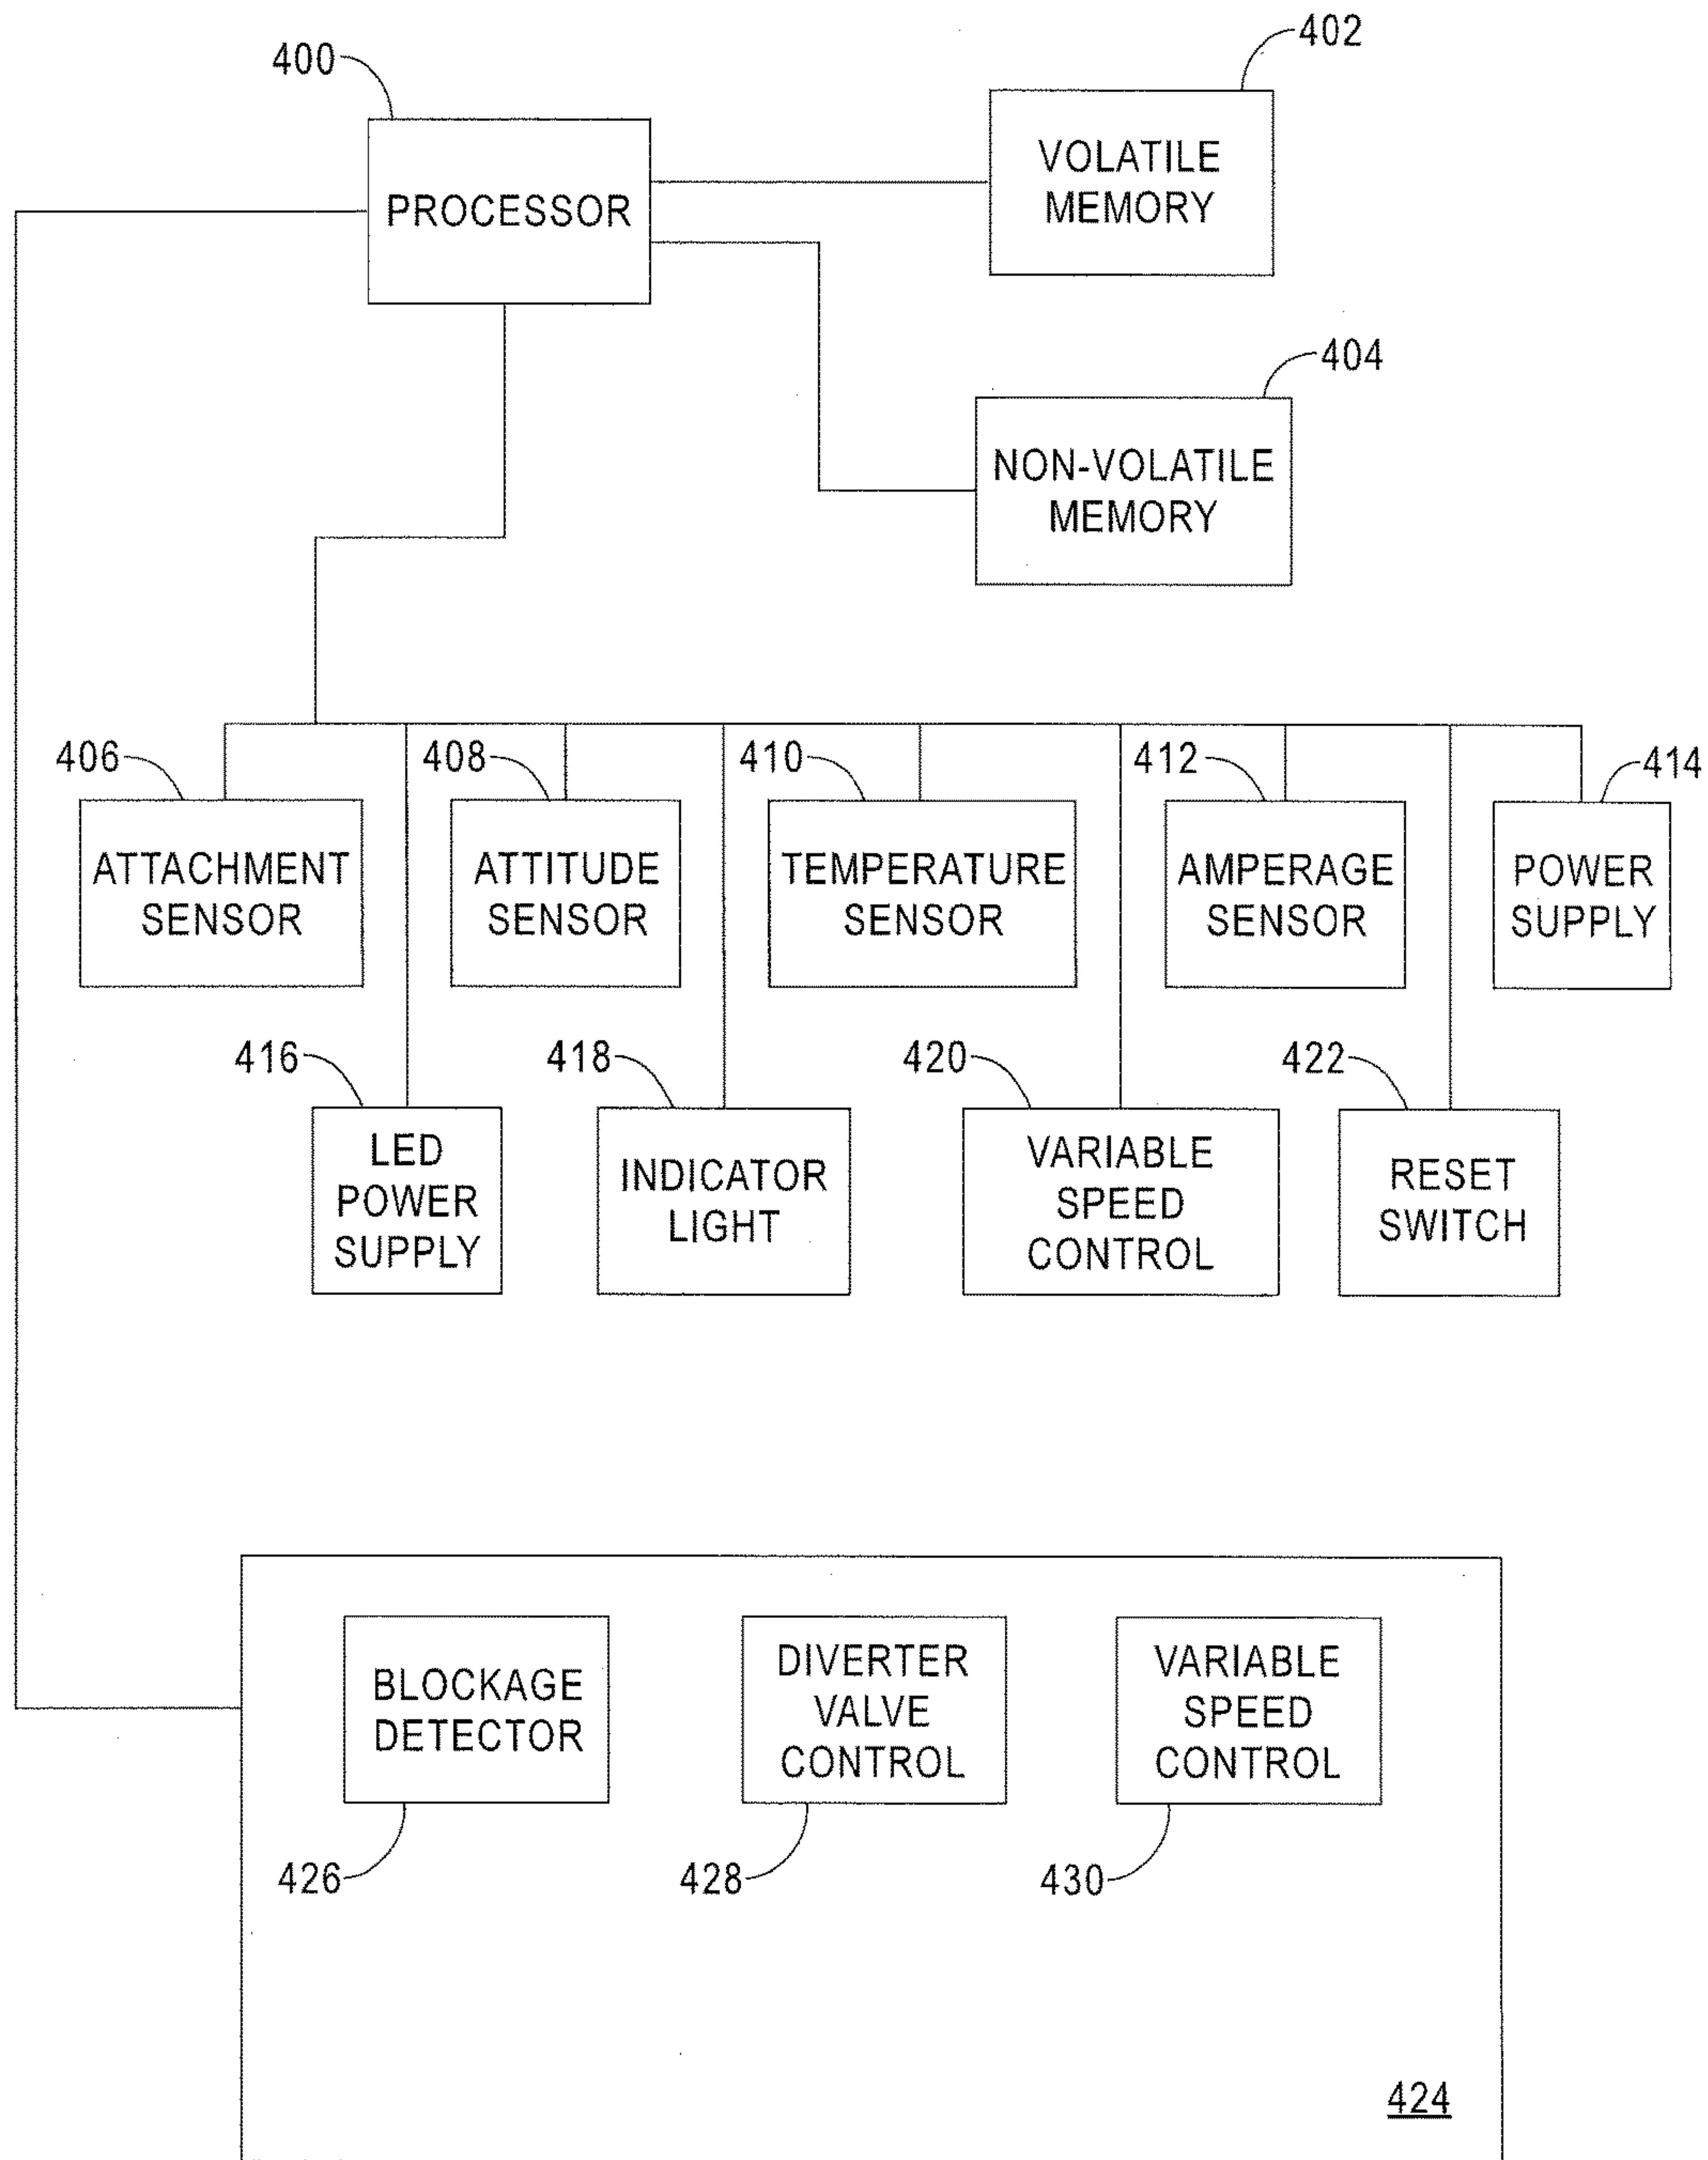 402
400
VOLATILE
MEMORY
PROCESSOR
404
NON-VOLATILE
MEMORY
406
408
410
412
414
ATTACHMENT
SENSOR
ATTITUDE
SENSOR
TEMPERATURE
SENSOR
AMPERAGE
SENSOR
POWER
SUPPLY
416
418
420
422
LED
POWER
SUPPLY
INDICATOR
LIGHT
VARIABLE
SPEED
CONTROL
RESET
SWITCH
BLOCKAGE
DETECTOR
DIVERTER
VALVE
CONTROL
VARIABLE
SPEED
CONTROL
426
428
430
424